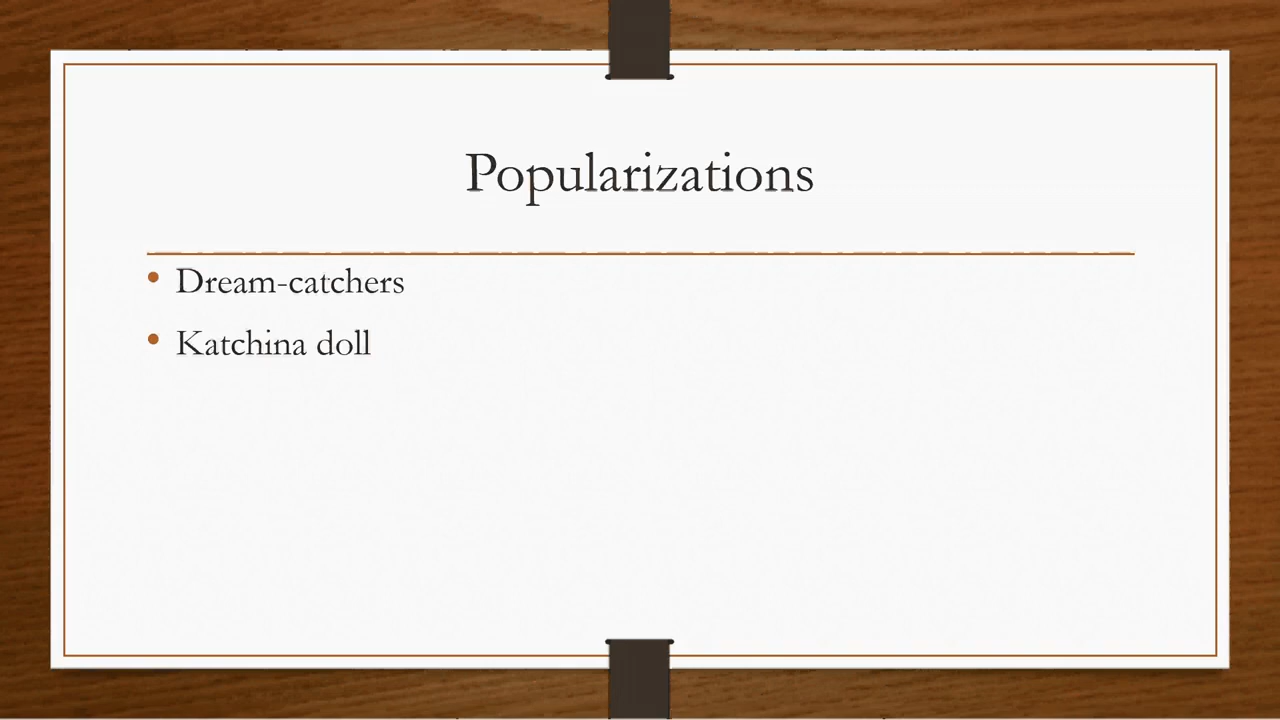 Popularizations
• Dream-catchers
• Katchina doll